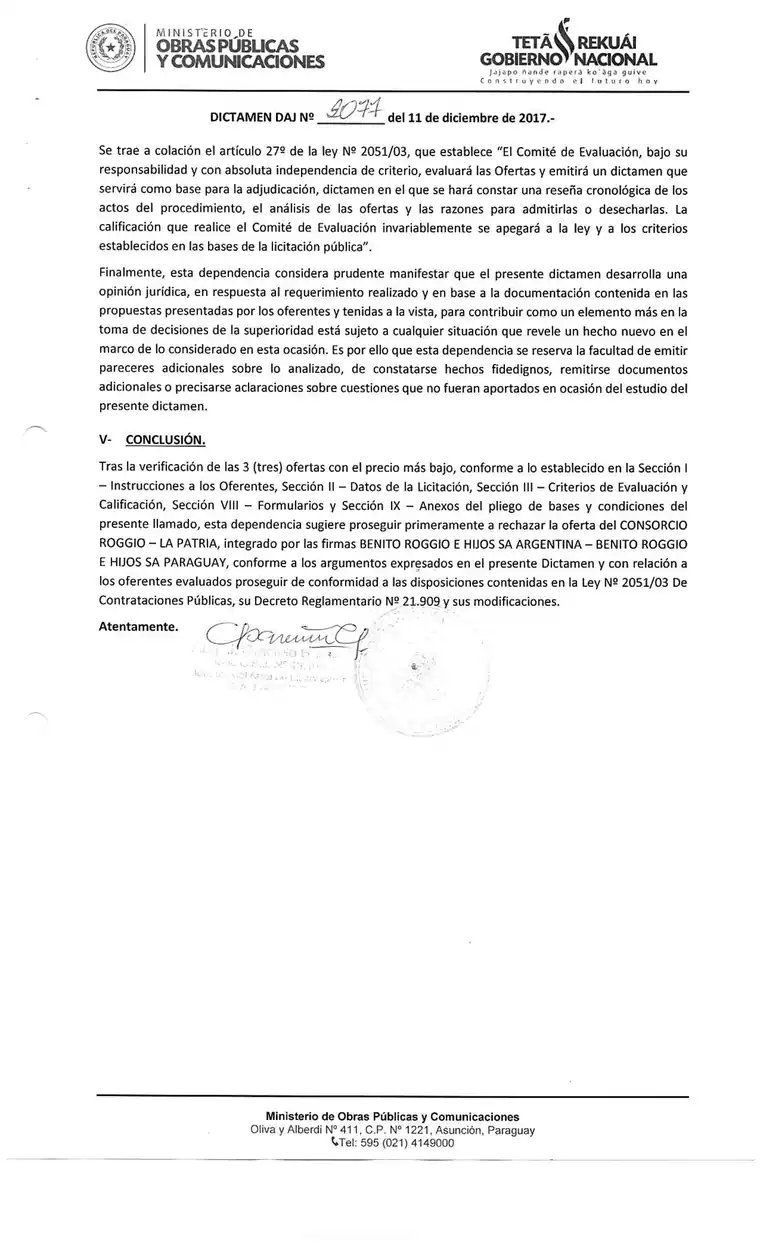 MINISTERIO DE
OBRAS PÚBLICAS
Y COMUNICACIONES
TETÃ REKUÁI
GOBIERNO NACIONAL
Jajapo ñande raperã ko'ãga guive
Construyendo el futuro hoy
DICTAMEN DAJ Nº 2077 del 11 de diciembre de 2017.-
Se trae a colación el artículo 27º de la ley Nº 2051/03, que establece "El Comité de Evaluación, bajo su
responsabilidad y con absoluta independencia de criterio, evaluará las Ofertas y emitirá un dictamen que
servirá como base para la adjudicación, dictamen en el que se hará constar una reseña cronológica de los
actos del procedimiento, el análisis de las ofertas y las razones para admitirlas o desecharlas. La
calificación que realice el Comité de Evaluación invariablemente se apegará a la ley y a los criterios
establecidos en las bases de la licitación pública".
Finalmente, esta dependencia considera prudente manifestar que el presente dictamen desarrolla una
opinión jurídica, en respuesta al requerimiento realizado y en base a la documentación contenida en las
propuestas presentadas por los oferentes y tenidas a la vista, para contribuir como un elemento más en la
toma de decisiones de la superioridad está sujeto a cualquier situación que revele un hecho nuevo en el
marco de lo considerado en esta ocasión. Es por ello que esta dependencia se reserva la facultad de emitir
pareceres adicionales sobre lo analizado, de constatarse hechos fidedignos, remitirse documentos
adicionales o precisarse aclaraciones sobre cuestiones que no fueran aportados en ocasión del estudio del
presente dictamen.
V- CONCLUSIÓN.
Tras la verificación de las 3 (tres) ofertas con el precio más bajo, conforme a lo establecido en la Sección I
– Instrucciones a los Oferentes, Sección II – Datos de la Licitación, Sección III – Criterios de Evaluación y
Calificación, Sección VIII – Formularios y Sección IX – Anexos del pliego de bases y condiciones del
presente llamado, esta dependencia sugiere proseguir primeramente a rechazar la oferta del CONSORCIO
ROGGIO – LA PATRIA, integrado por las firmas BENITO ROGGIO E HIJOS SA ARGENTINA – BENITO ROGGIO
E HIJOS SA PARAGUAY, conforme a los argumentos expresados en el presente Dictamen y con relación a
los oferentes evaluados proseguir de conformidad a las disposiciones contenidas en la Ley Nº 2051/03 De
Contrataciones Públicas, su Decreto Reglamentario Nº 21.909 y sus modificaciones.
Atentamente.
Ministerio de Obras Públicas y Comunicaciones
Oliva y Alberdi Nº 411, C.P. Nº 1221, Asunción, Paraguay
Tel: 595 (021) 4149000